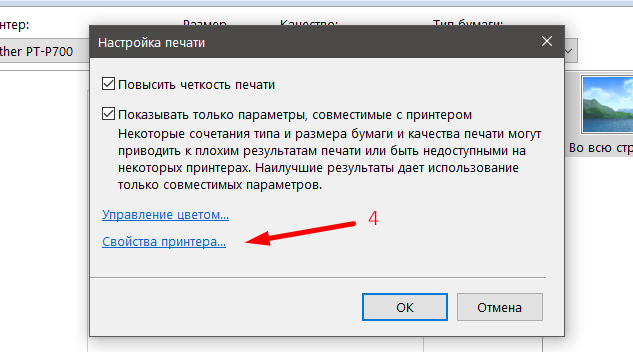 нтер:
Размер
Качество:
Тип бумаги:
ther PT-P700
Настройка печати
Повысить четкость печати
Показывать только параметры, совместимые с принтером
Некоторые сочетания типа и размера бумаги и качества печати могут
приводить к плохим результатам печати или быть недоступными на
некоторых принтерах. Наилучшие результаты дает использование
только совместимых параметров.
Во всю стр
Управление цветом...
4
Свойства принтера...
ОК
Отмена